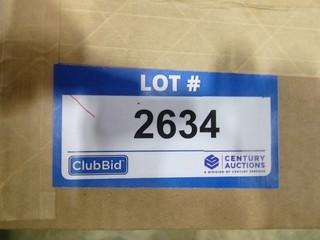 LOT #
2634
ClubBid
CENTURY
AUCTIONS
A DIVISION OF CENTURY SERVICES